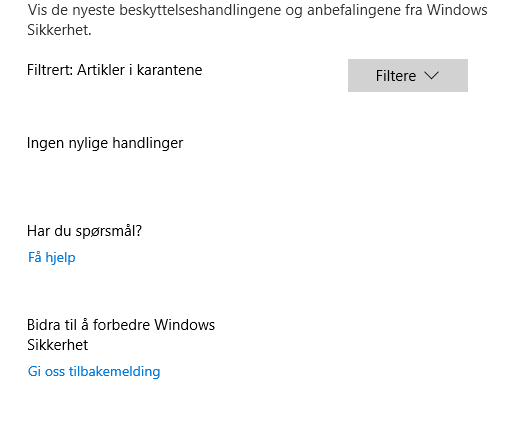 Vis de nyeste beskyttelseshandlingene og anbefalingene fra Windows
Sikkerhet.
Filtrert: Artikler i karantene
Filtere
Ingen nylige handlinger
Har du spørsmål?
Få hjelp
Bidra til å forbedre Windows
Sikkerhet
Gi oss tilbakemelding